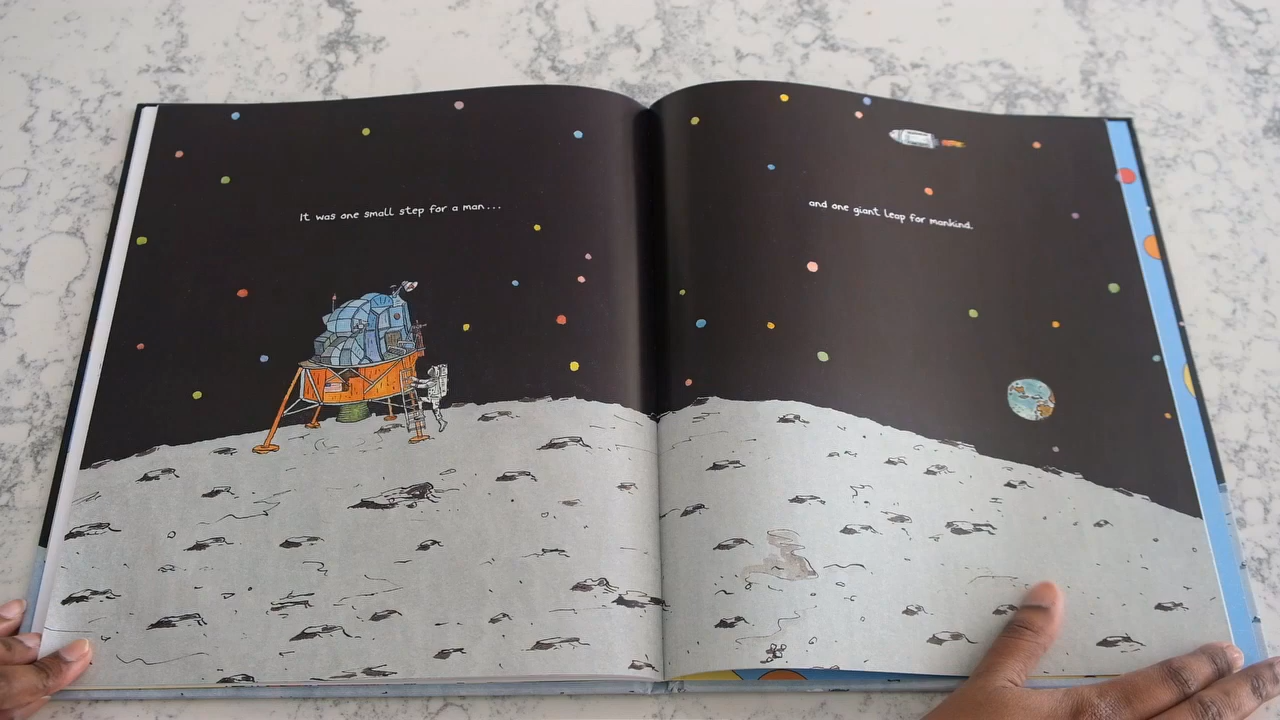 It was one small step for a man...
and one giant leap for mankind.